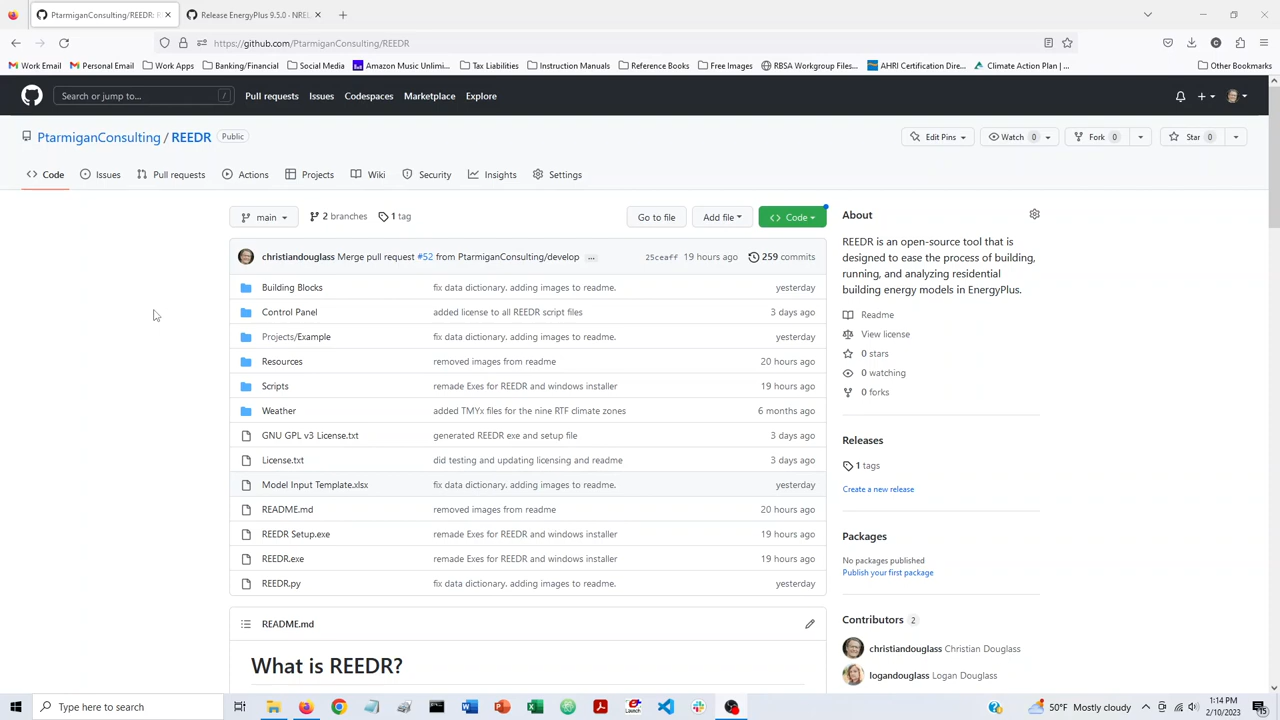 PtarmiganConsulting/REEDR: R
Release EnergyPlus 9.5.0 · NREL
https://github.com/PtarmiganConsulting/REEDR
Work Email
Personal Email
Work Apps
Banking/Financial
Social Media
Amazon Music Unlimi...
Tax Liabilities
Instruction Manuals
Reference Books
Free Images
RBSA Workgroup Files...
AHRI Certification Dire...
Climate Action Plan | ...
Other Bookmarks
Search or jump to... /
Pull requests
Issues
Codespaces
Marketplace
Explore
PtarmiganConsulting / REEDR Public
Edit Pins
Watch 0
Fork 0
Star 0
Code
Issues
Pull requests
Actions
Projects
Wiki
Security
Insights
Settings
main
2 branches
1 tag
Go to file
Add file
Code
christiandouglass Merge pull request #52 from PtarmiganConsulting/develop ... 25ceaff 19 hours ago 259 commits
Building Blocks fix data dictionary. adding images to readme. yesterday
Control Panel added license to all REEDR script files 3 days ago
Projects/Example fix data dictionary. adding images to readme. yesterday
Resources removed images from readme 20 hours ago
Scripts remade Exes for REEDR and windows installer 19 hours ago
Weather added TMYx files for the nine RTF climate zones 6 months ago
GNU GPL v3 License.txt generated REEDR exe and setup file 3 days ago
License.txt did testing and updating licensing and readme 3 days ago
Model Input Template.xlsx fix data dictionary. adding images to readme. yesterday
README.md removed images from readme 20 hours ago
REEDR Setup.exe remade Exes for REEDR and windows installer 19 hours ago
REEDR.exe remade Exes for REEDR and windows installer 19 hours ago
REEDR.py fix data dictionary. adding images to readme. yesterday
README.md
What is REEDR?
About
REEDR is an open-source tool that is
designed to ease the process of building,
running, and analyzing residential
building energy models in EnergyPlus.
Readme
View license
0 stars
0 watching
0 forks
Releases
1 tags
Create a new release
Packages
No packages published
Publish your first package
Contributors 2
christiandouglass Christian Douglass
logandouglass Logan Douglass
Type here to search
50°F Mostly cloudy
1:14 PM
2/10/2023